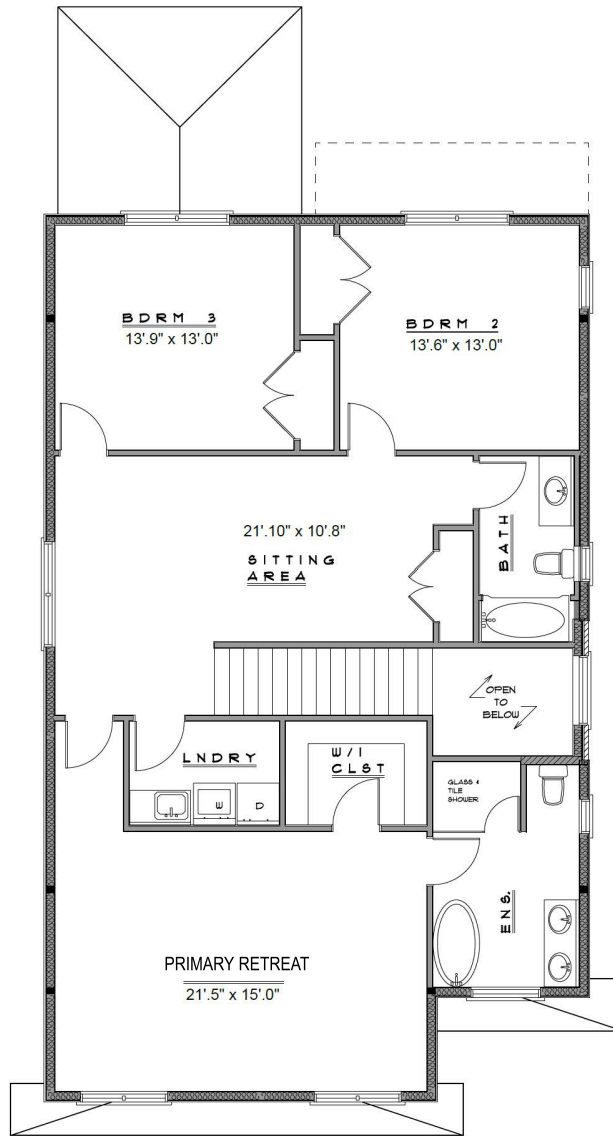 BDRM 3
13'.9" x 13'.0"
BDRM 2
13'.6" x 13'.0"
21'.10" x 10'.8"
SITTING
AREA
BATH
OPEN
TO
BELOW
LNDRY
W D
W/I
CLST
GLASS &
TILE
SHOWER
ENS.
PRIMARY RETREAT
21'.5" x 15'.0"